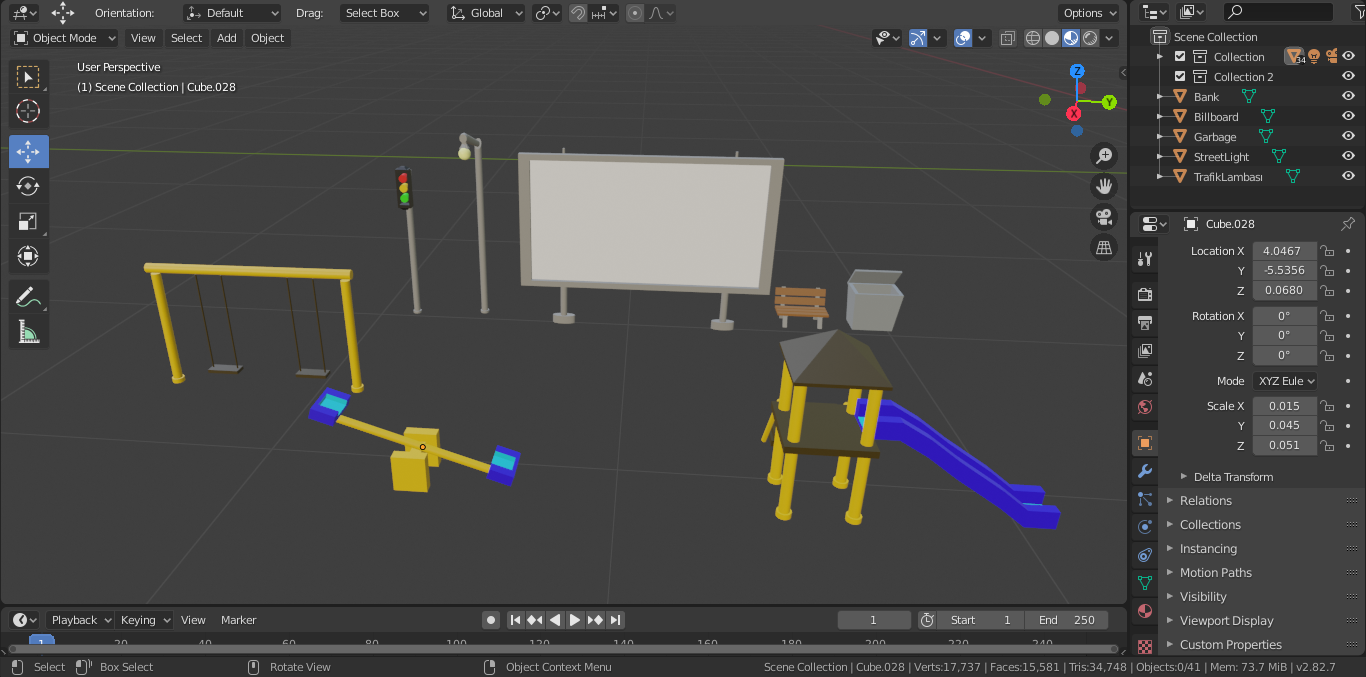 Orientation: Default Drag: Select Box Global Options
Object Mode View Select Add Object
User Perspective
(1) Scene Collection | Cube.028
Z
Y
X
Scene Collection
Collection 34
Collection 2
Bank
Billboard
Garbage
StreetLight
TrafikLambası
Cube.028
Location X 4.0467
Y -5.5356
Z 0.0680
Rotation X 0°
Y 0°
Z 0°
Mode XYZ Eule
Scale X 0.015
Y 0.045
Z 0.051
Delta Transform
Relations
Collections
Instancing
Motion Paths
Visibility
Viewport Display
Custom Properties
Playback Keying View Marker 1 Start 1 End 250
1 20 40 60 80 100 120 140 160 180 200 220 240
Select Box Select Rotate View Object Context Menu Scene Collection | Cube.028 | Verts:17,737 | Faces:15,581 | Tris:34,748 | Objects:0/41 | Mem: 73.7 MiB | v2.82.7